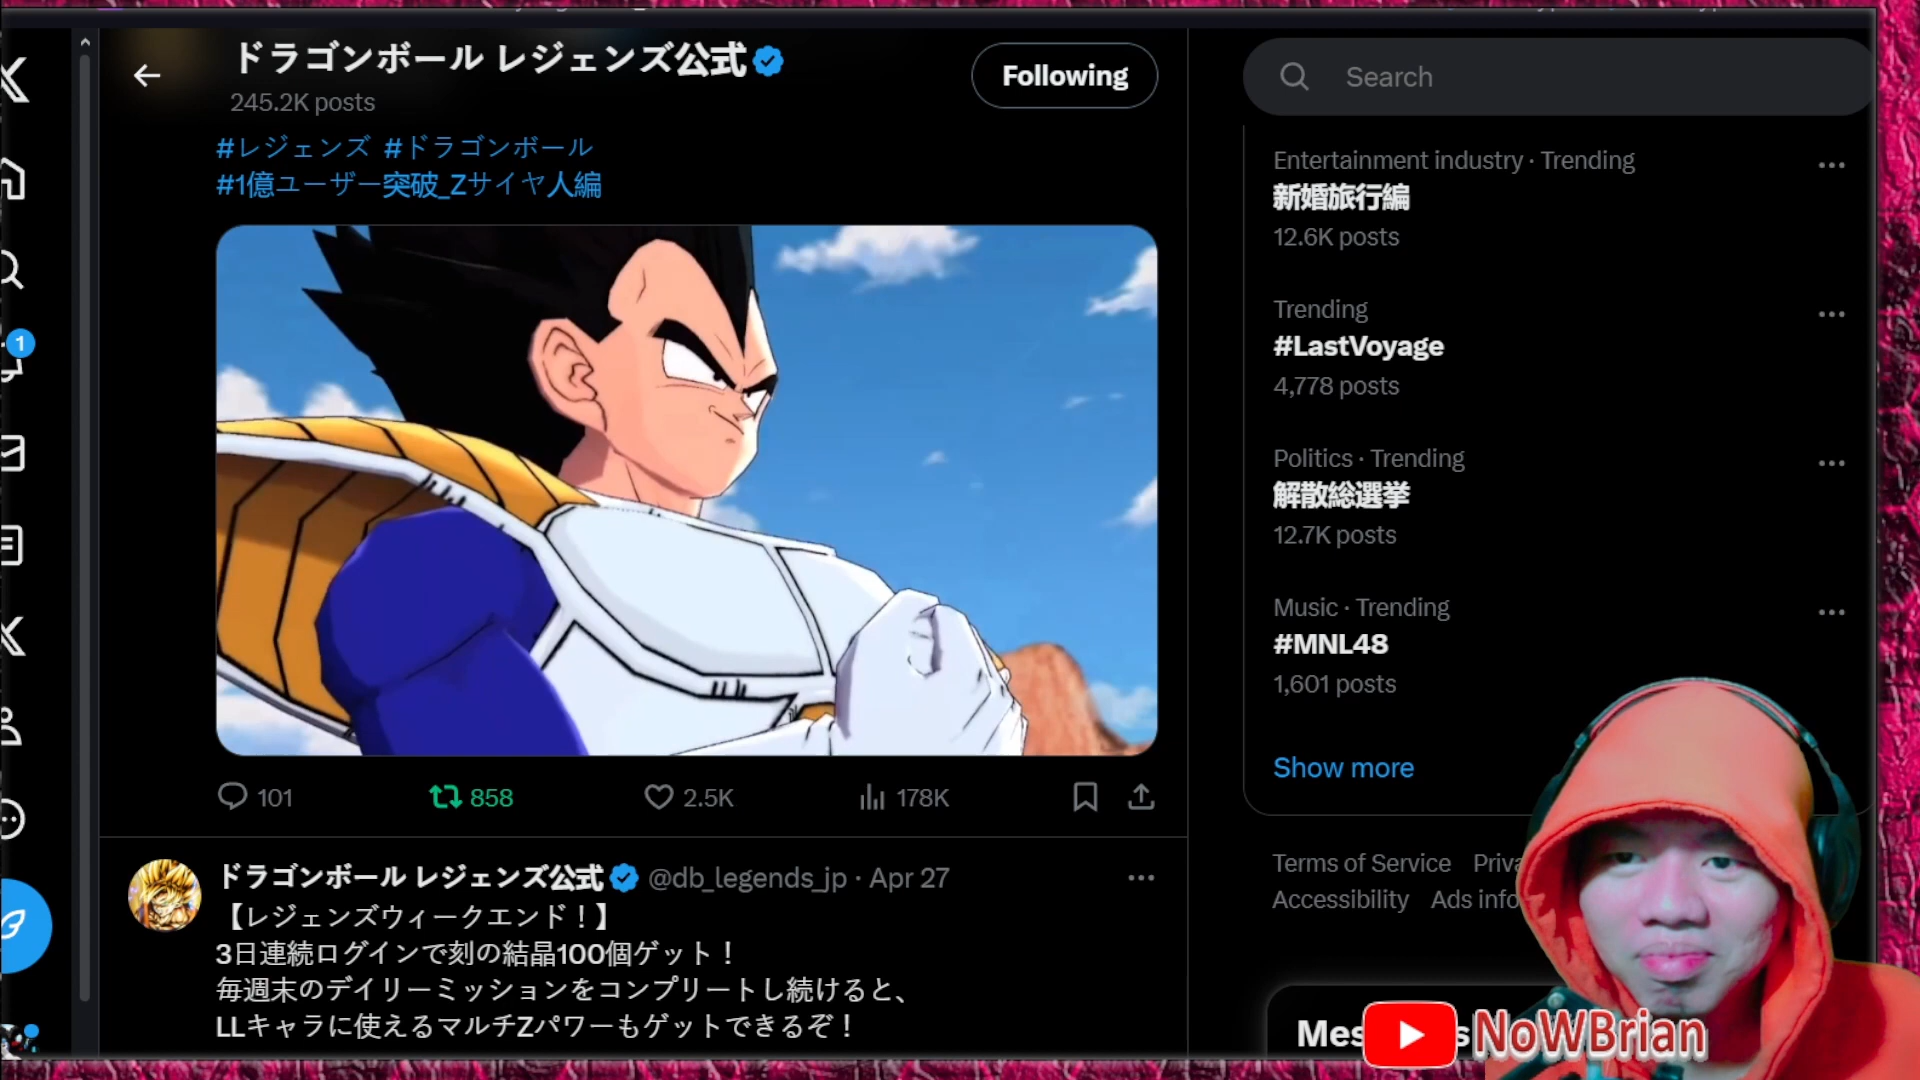 ドラゴンボール レジェンズ公式
245.2K posts
Following
#レジェンズ #ドラゴンボール
#1億ユーザー突破_Zサイヤ人編
101
858
2.5K
178K
ドラゴンボール レジェンズ公式 @db_legends_jp · Apr 27
【レジェンズウィークエンド！】
3日連続ログインで刻の結晶100個ゲット！
毎週末のデイリーミッションをコンプリートし続けると、
LLキャラに使えるマルチZパワーもゲットできるぞ！
1
Search
Entertainment industry · Trending
新婚旅行編
12.6K posts
Trending
#LastVoyage
4,778 posts
Politics · Trending
解散総選挙
12.7K posts
Music · Trending
#MNL48
1,601 posts
Show more
Terms of Service Priva
Accessibility Ads info
Mes s
NoWBrian